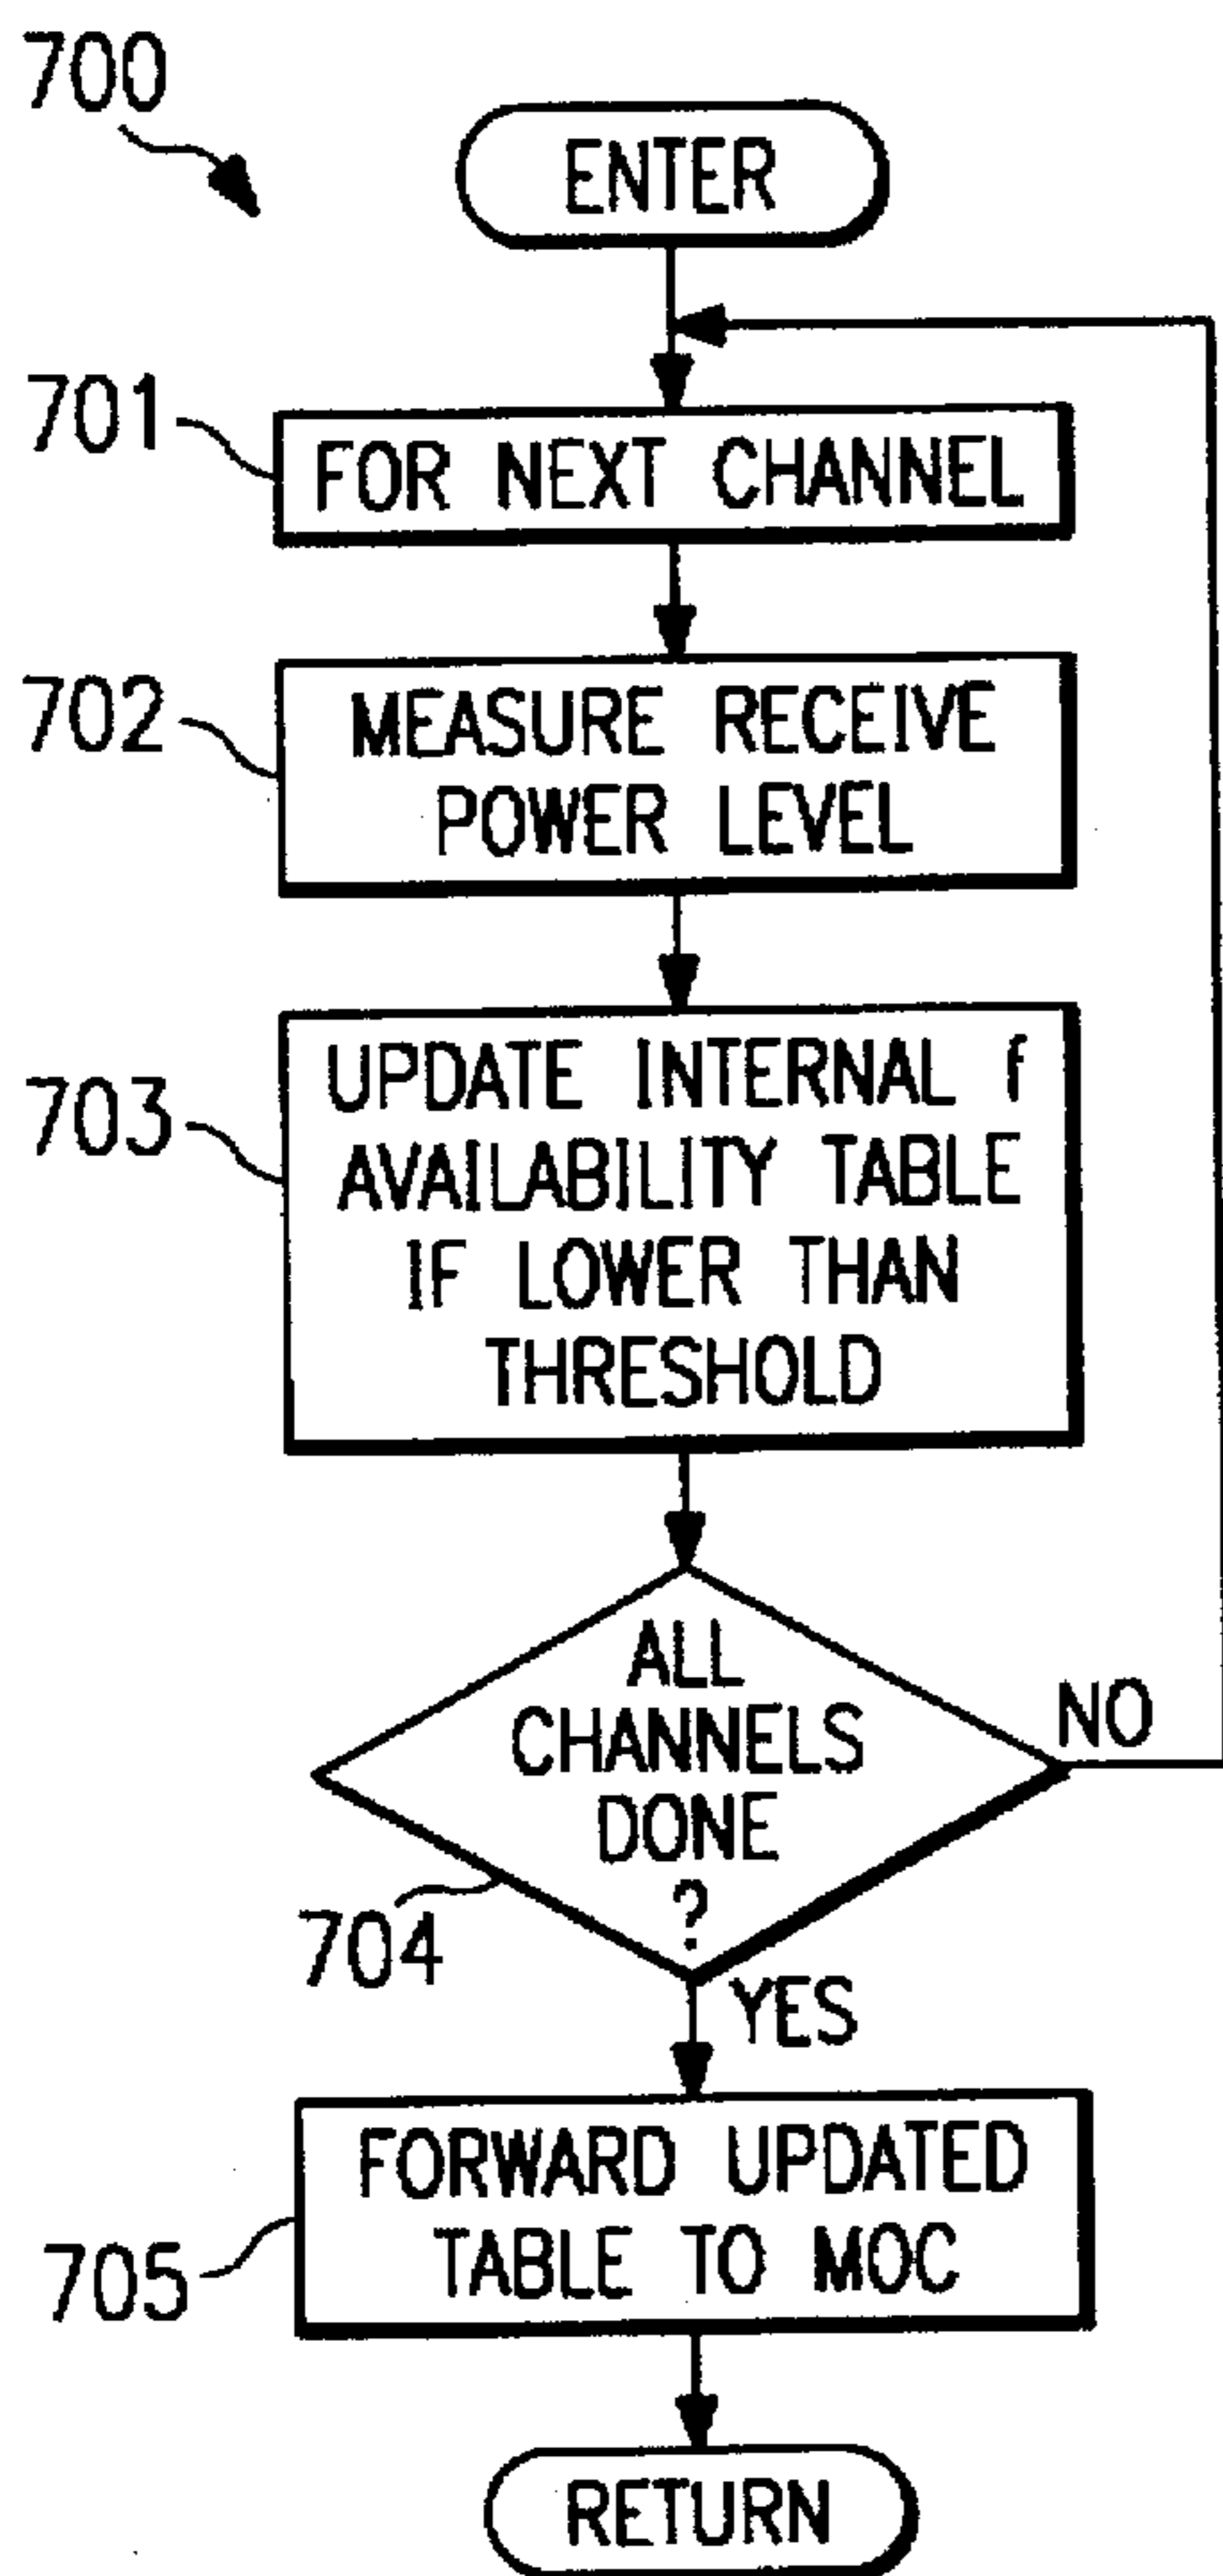 700
ENTER
701
FOR NEXT CHANNEL
702
MEASURE RECEIVE
POWER LEVEL
703
UPDATE INTERNAL f
AVAILABILITY TABLE
IF LOWER THAN
THRESHOLD
ALL
CHANNELS
DONE
?
NO
704
YES
FORWARD UPDATED
TABLE TO MOC
705
RETURN